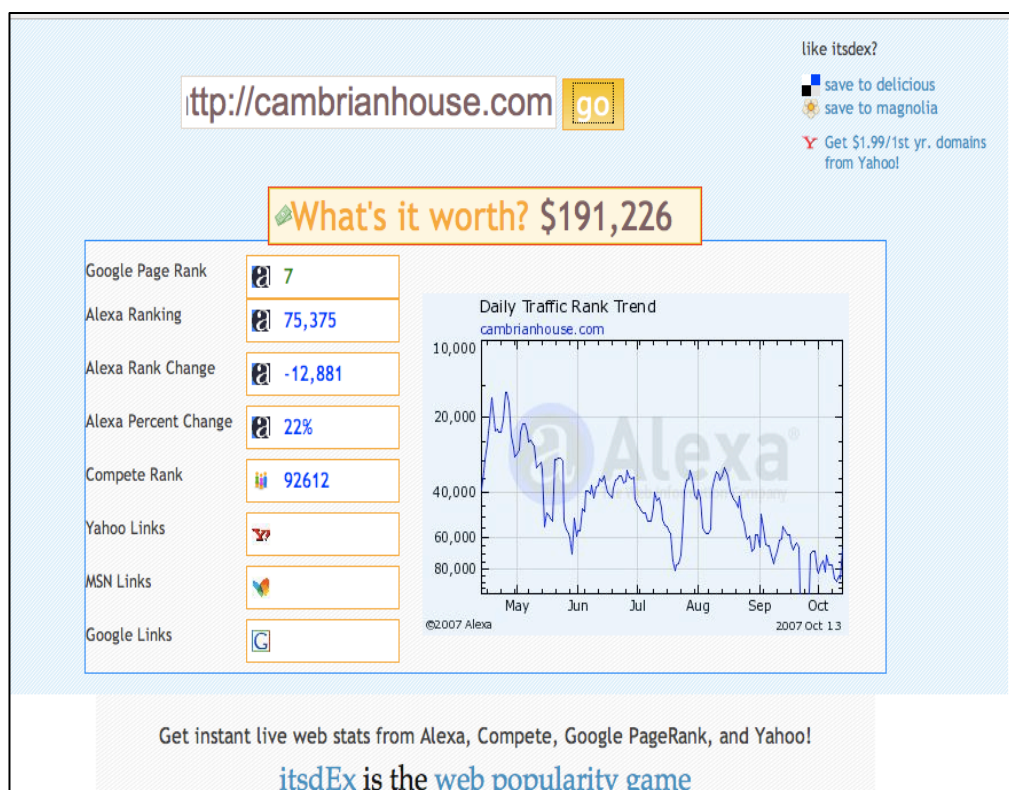 like itsdex?
ttp://cambrianhouse.com go
save to delicious
save to magnolia
Get $1.99/1st yr. domains
from Yahoo!
What's it worth? $191,226
Google Page Rank 7
Alexa Ranking 75,375
Alexa Rank Change -12,881
Alexa Percent Change 22%
Compete Rank 92612
Yahoo Links
MSN Links
Google Links
Daily Traffic Rank Trend
cambrianhouse.com
10,000
20,000
40,000
60,000
80,000
Alexa®
May Jun Jul Aug Sep Oct
©2007 Alexa 2007 Oct 13
Get instant live web stats from Alexa, Compete, Google PageRank, and Yahoo!
itsdEx is the web popularity game